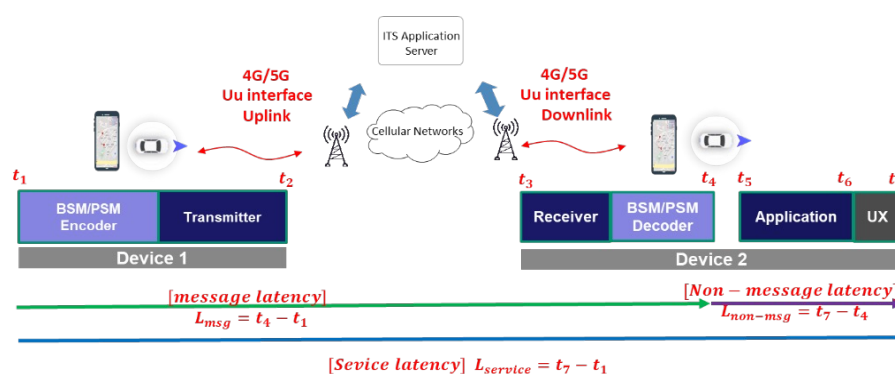 ITS Application
Server
4G/5G
Uu interface
Uplink
4G/5G
Uu interface
Downlink
Cellular Networks
t1
t2
t3
t4
t5
t6
t
BSM/PSM
Encoder
Transmitter
Receiver
BSM/PSM
Decoder
Application
UX
Device 1
Device 2
[message latency]
Lmsg = t4 − t1
[Non − message latency]
Lnon−msg = t7 − t4
[Sevice latency] Lservice = t7 − t1